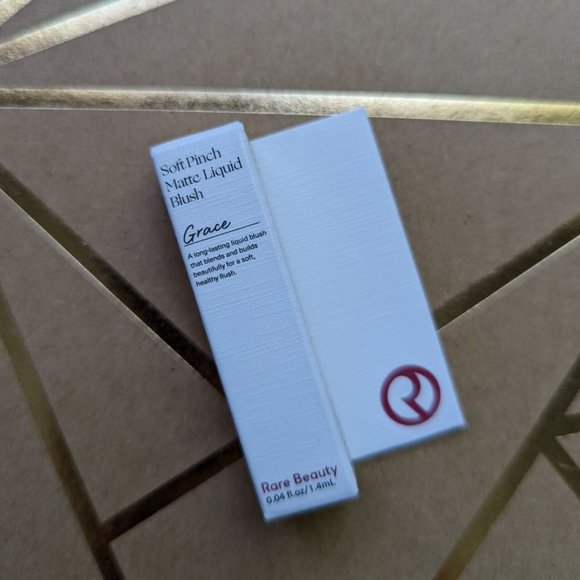 Soft Pinch
Matte Liquid
Blush
Grace
A long-lasting liquid blush
that blends and builds
beautifully for a soft,
healthy flush.
R
Rare Beauty
0.04 fl.oz/1.4mL